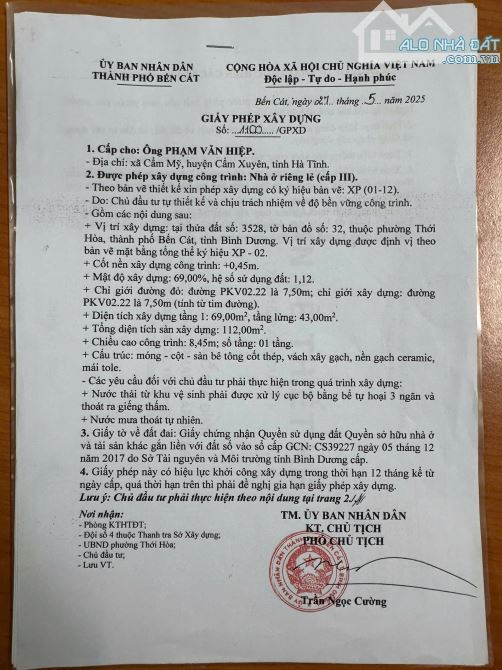 ALO NHÀ ĐẤT
ỦY BAN NHÂN DÂN
THÀNH PHỐ BẾN CÁT
CỘNG HÒA XÃ HỘI CHỦ NGHĨA VIỆT NAM
Độc lập - Tự do - Hạnh phúc
Bến Cát, ngày 27 tháng 5 năm 2025
GIẤY PHÉP XÂY DỰNG
Số: 1100 /GPXD
1. Cấp cho: Ông PHẠM VĂN HIỆP.
- Địa chỉ: xã Cẩm Mỹ, huyện Cẩm Xuyên, tỉnh Hà Tĩnh.
2. Được phép xây dựng công trình: Nhà ở riêng lẻ (cấp III).
- Theo bản vẽ thiết kế xin phép xây dựng có ký hiệu bản vẽ: XP (01-12).
- Do: Chủ đầu tư tự thiết kế và chịu trách nhiệm về độ bền vững công trình.
- Gồm các nội dung sau:
+ Vị trí xây dựng: tại thửa đất số: 3528, tờ bản đồ số: 32, thuộc phường Thới
Hòa, thành phố Bến Cát, tỉnh Bình Dương. Vị trí xây dựng được định vị theo
bản vẽ mặt bằng tổng thể ký hiệu XP - 02.
+ Cốt nền xây dựng công trình: +0,45m.
+ Mật độ xây dựng: 69,00%, hệ số sử dụng đất: 1,12.
+ Chỉ giới đường đỏ: đường PKV02.22 là 7,50m; chỉ giới xây dựng: đường
PKV02.22 là 7,50m (tính từ tim đường).
+ Diện tích xây dựng tầng 1: 69,00m², tầng lửng: 43,00m².
+ Tổng diện tích sàn xây dựng: 112,00m².
+ Chiều cao công trình: 8,45m; số tầng: 01 tầng.
+ Cấu trúc: móng - cột - sàn bê tông cốt thép, vách xây gạch, nền gạch ceramic,
mái tole.
- Các yêu cầu đối với chủ đầu tư phải thực hiện trong quá trình xây dựng:
+ Nước thải từ khu vệ sinh phải được xử lý cục bộ bằng bể tự hoại 3 ngăn và
thoát ra giếng thấm.
+ Nước mưa thoát tự nhiên.
3. Giấy tờ về đất đai: Giấy chứng nhận Quyền sử dụng đất Quyền sở hữu nhà ở
và tài sản khác gắn liền với đất số vào sổ cấp GCN: CS39227 ngày 05 tháng 12
năm 2017 do Sở Tài nguyên và Môi trường tỉnh Bình Dương cấp.
4. Giấy phép này có hiệu lực khởi công xây dựng trong thời hạn 12 tháng kể từ
ngày cấp, quá thời hạn trên thì phải đề nghị gia hạn giấy phép xây dựng.
Lưu ý: Chủ đầu tư phải thực hiện theo nội dung tại trang 2./.
Nơi nhận:
- Phòng KTHTĐT;
- Đội số 4 thuộc Thanh tra Sở Xây dựng;
- UBND phường Thới Hòa;
- Chủ đầu tư;
- Lưu VT.
TM. ỦY BAN NHÂN DÂN
KT. CHỦ TỊCH
PHÓ CHỦ TỊCH
Trần Ngọc Cường